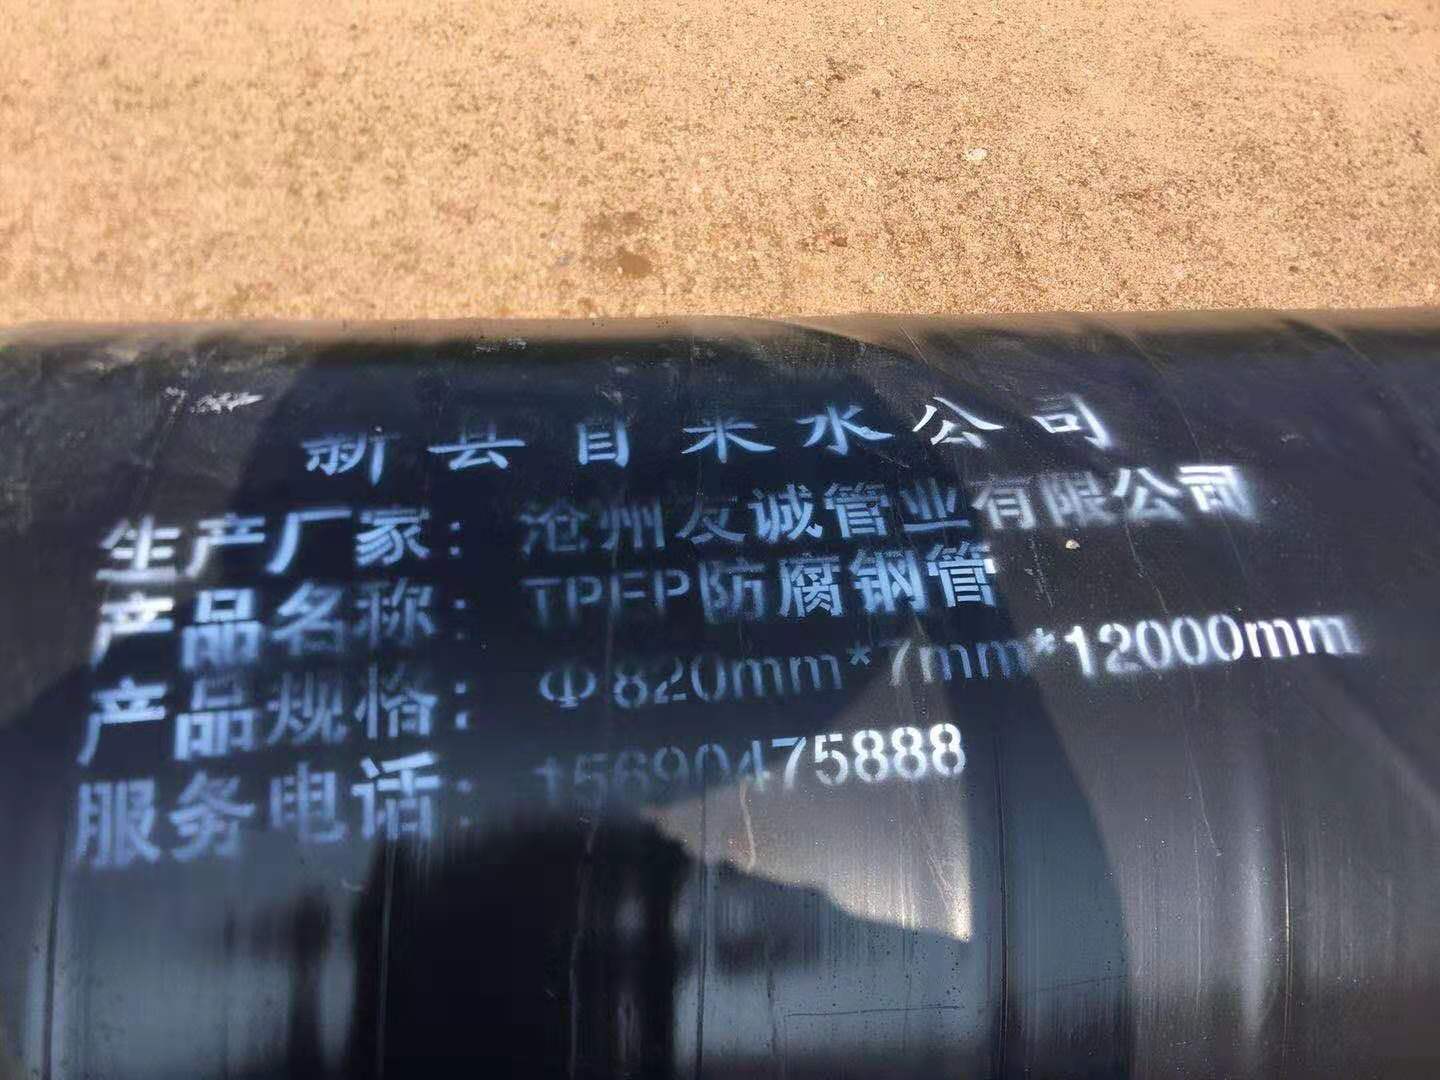 新县自来水公司
生产厂家：沧州友诚管业有限公司
产品名称：TPEP防腐钢管
产品规格：Φ820mm*7mm*12000mm
服务电话：15690475888